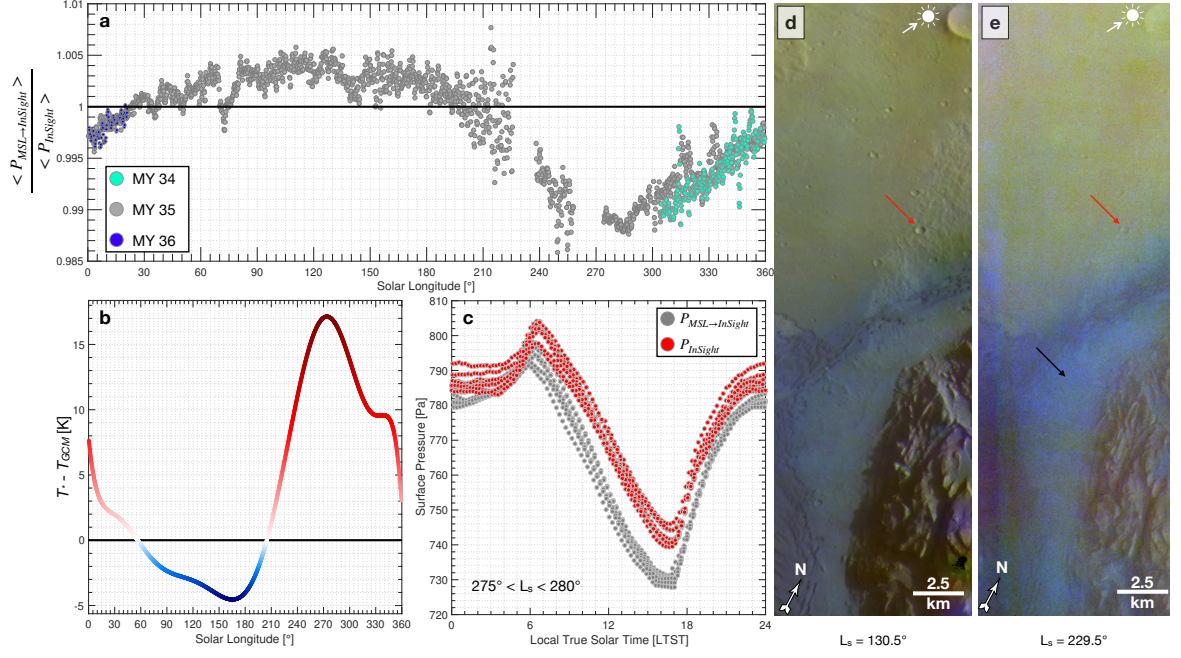 a
< P_MSL→InSight >
< P_InSight >
1.01
1.005
1
0.995
0.99
0.985
MY 34
MY 35
MY 36
0 30 60 90 120 150 180 210 240 270 300 330 360
Solar Longitude [°]
b
T* - T_GCM [K]
15
10
5
0
-5
0 30 60 90 120 150 180 210 240 270 300 330 360
Solar Longitude [°]
c
P_MSL→InSight
P_InSight
Surface Pressure [Pa]
810
800
790
780
770
760
750
740
730
720
275° < Ls < 280°
0 6 12 18 24
Local True Solar Time [LTST]
d
N
2.5
km
Ls = 130.5°
e
N
2.5
km
Ls = 229.5°